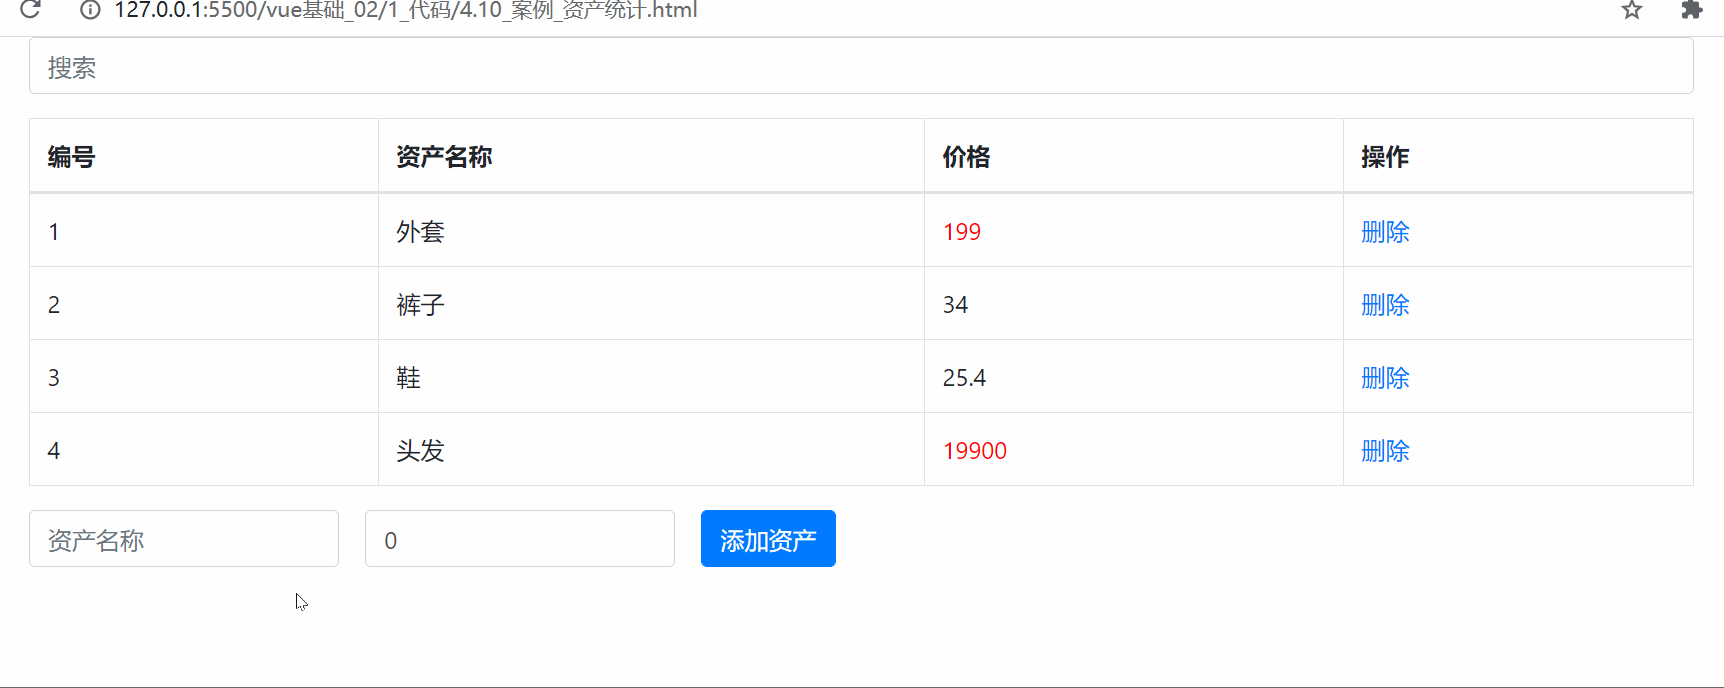 127.0.0.1:5500/vue基础_02/1_代码/4.10_案例_资产统计.html
搜索
编号 资产名称 价格 操作
1 外套 199 删除
2 裤子 34 删除
3 鞋 25.4 删除
4 头发 19900 删除
资产名称 0 添加资产